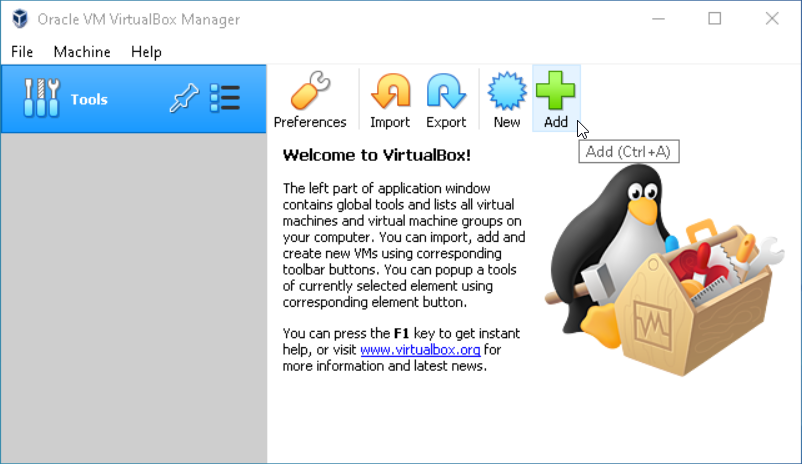 Oracle VM VirtualBox Manager
File Machine Help
Tools
Preferences Import Export New Add
Add (Ctrl+A)
Welcome to VirtualBox!
The left part of application window
contains global tools and lists all virtual
machines and virtual machine groups on
your computer. You can import, add and
create new VMs using corresponding
toolbar buttons. You can popup a tools
of currently selected element using
corresponding element button.
You can press the F1 key to get instant
help, or visit www.virtualbox.org for
more information and latest news.